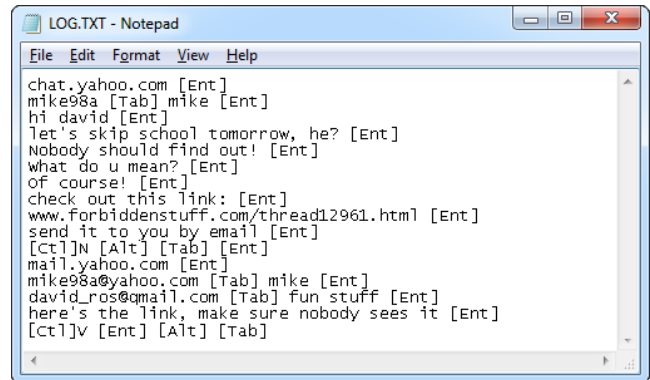 LOG.TXT - Notepad
File Edit Format View Help
chat.yahoo.com [Ent]
mike98a [Tab] mike [Ent]
hi david [Ent]
let's skip school tomorrow, he? [Ent]
Nobody should find out! [Ent]
What do u mean? [Ent]
Of course! [Ent]
check out this link: [Ent]
www.forbiddenstuff.com/thread12961.html [Ent]
send it to you by email [Ent]
[Ctl]N [Alt] [Tab] [Ent]
mail.yahoo.com [Ent]
mike98a@yahoo.com [Tab] mike [Ent]
david_ros@qmail.com [Tab] fun stuff [Ent]
here's the link, make sure nobody sees it [Ent]
[Ctl]V [Ent] [Alt] [Tab]